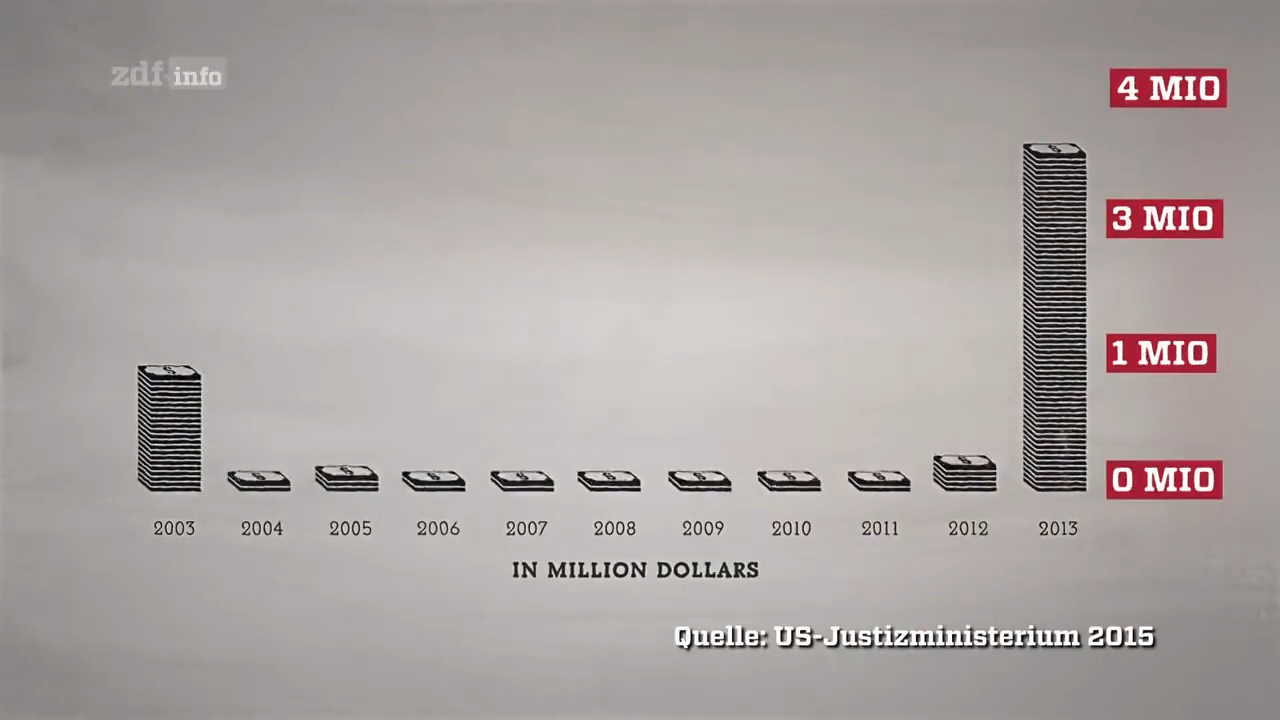 zdf info
4 MIO
3 MIO
1 MIO
0 MIO
2003 2004 2005 2006 2007 2008 2009 2010 2011 2012 2013
IN MILLION DOLLARS
Quelle: US-Justizministerium 2015